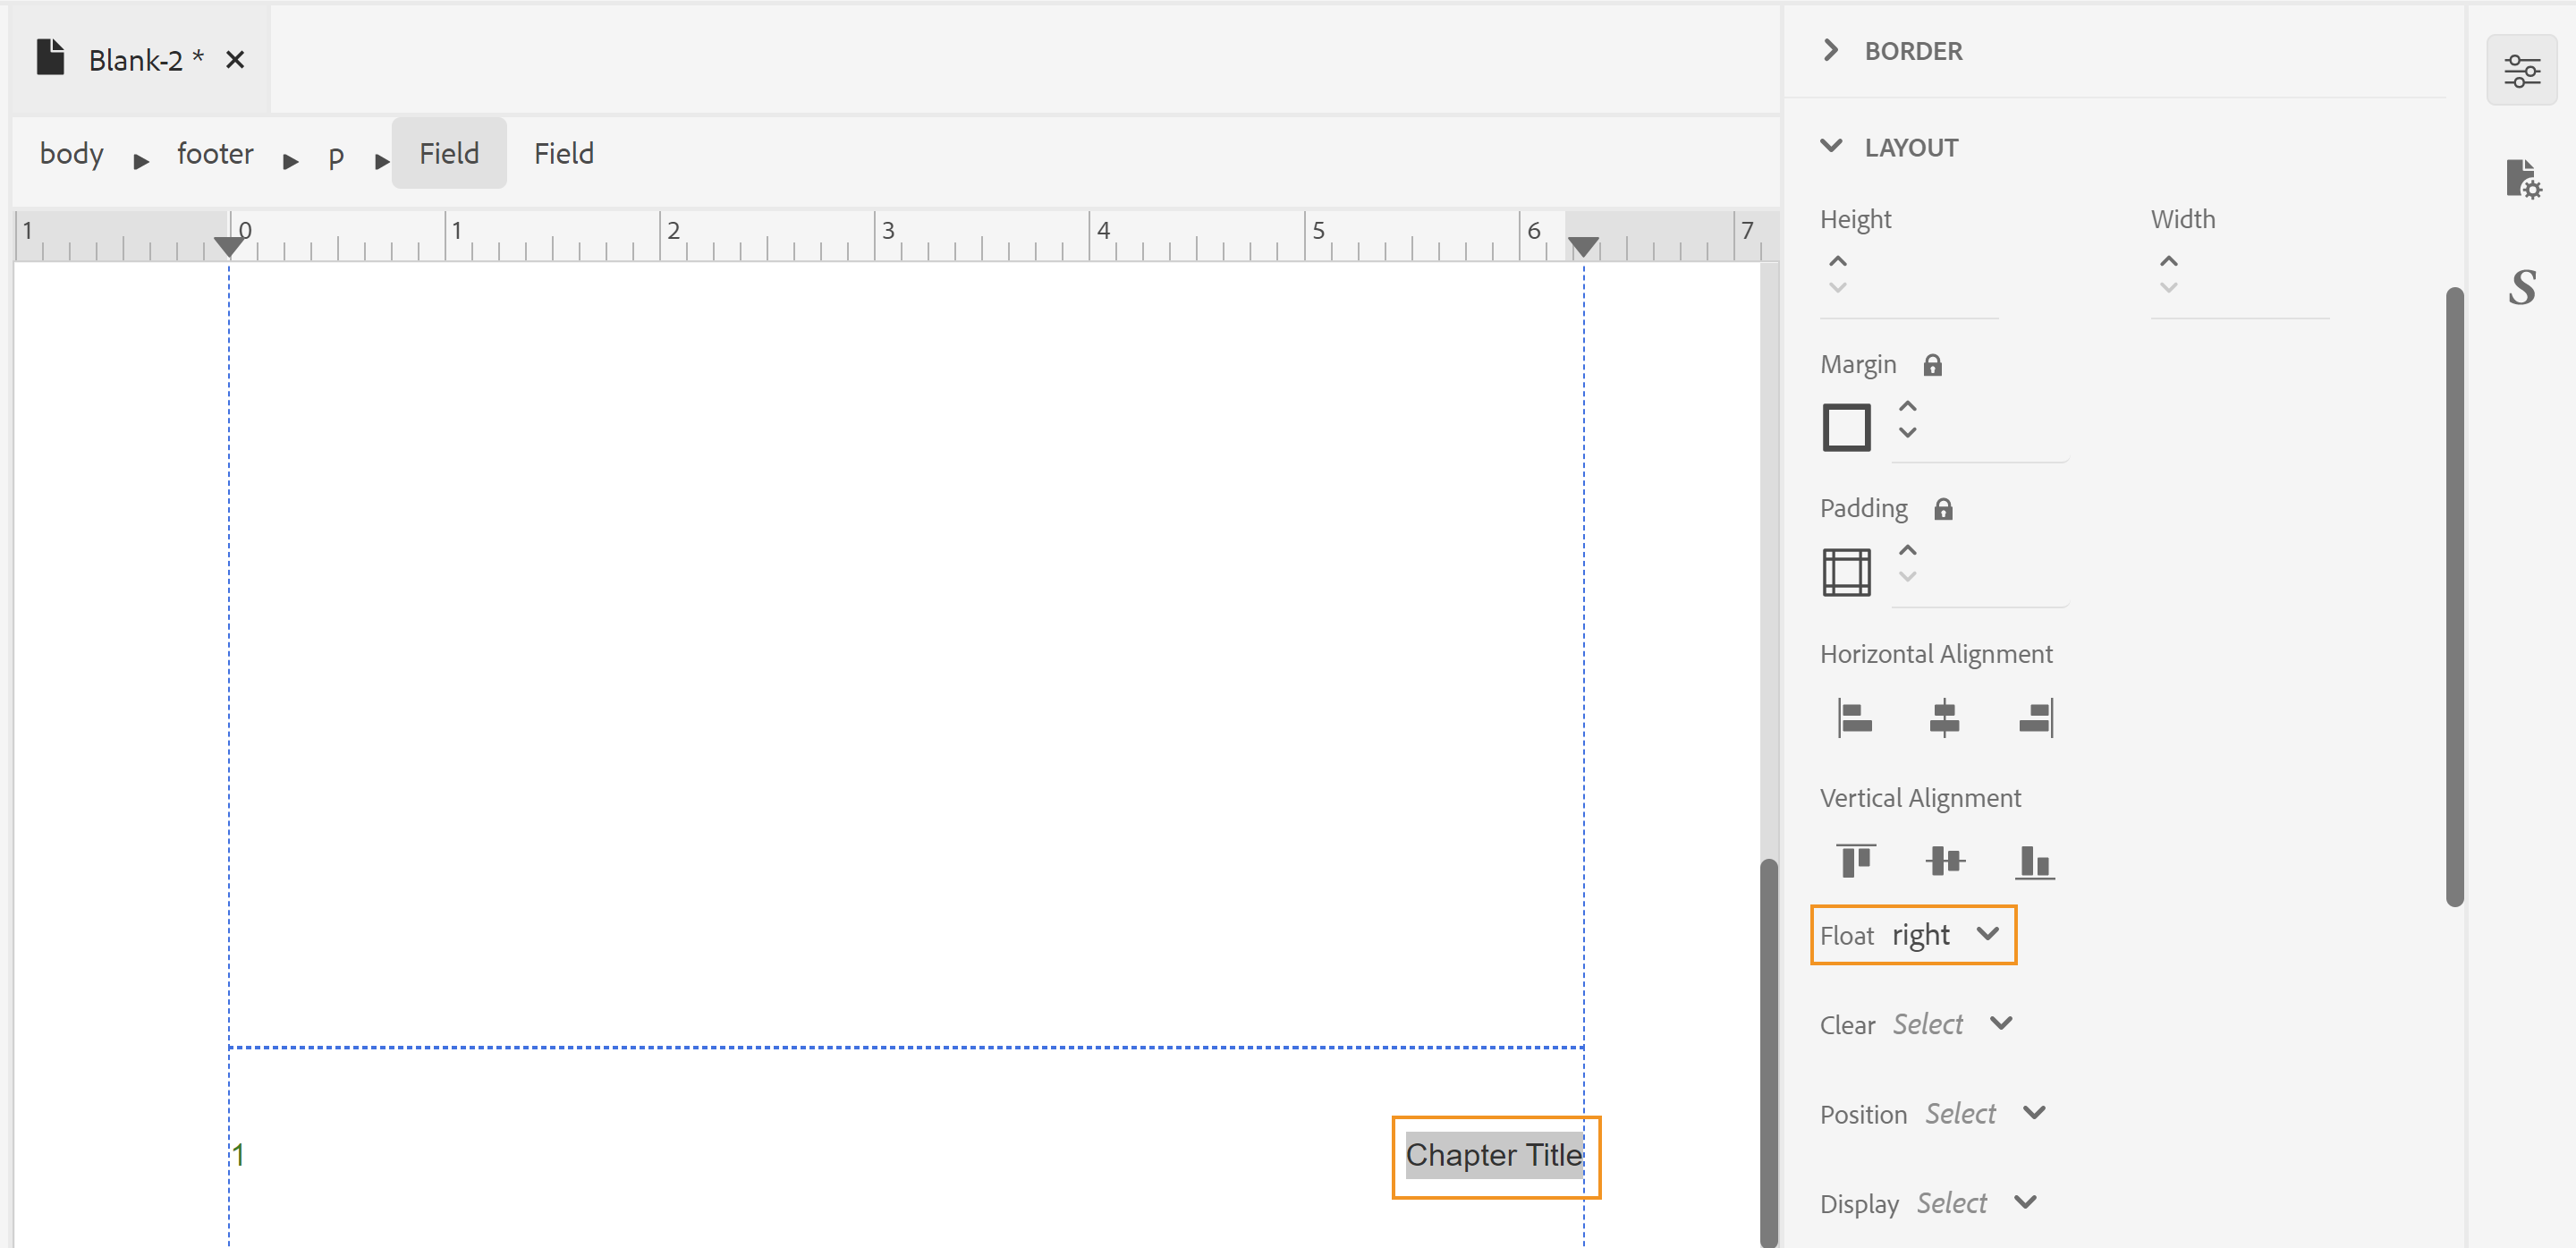 Blank-2 *
body footer p Field Field
1 0 1 2 3 4 5 6 7
1 Chapter Title
BORDER
LAYOUT
Height Width
Margin
Padding
Horizontal Alignment
Vertical Alignment
Float right
Clear Select
Position Select
Display Select
S